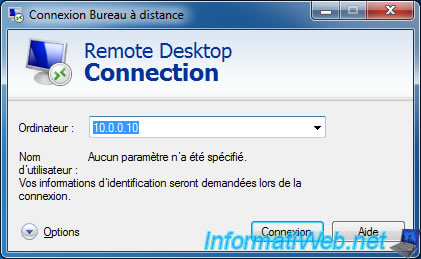 Connexion Bureau à distance
Remote Desktop
Connection
Ordinateur :
10.0.0.10
Nom
d'utilisateur :
Aucun paramètre n'a été spécifié.
Vos informations d'identification seront demandées lors de la
connexion.
Options
Connexion
Aide
InformatiWeb.net